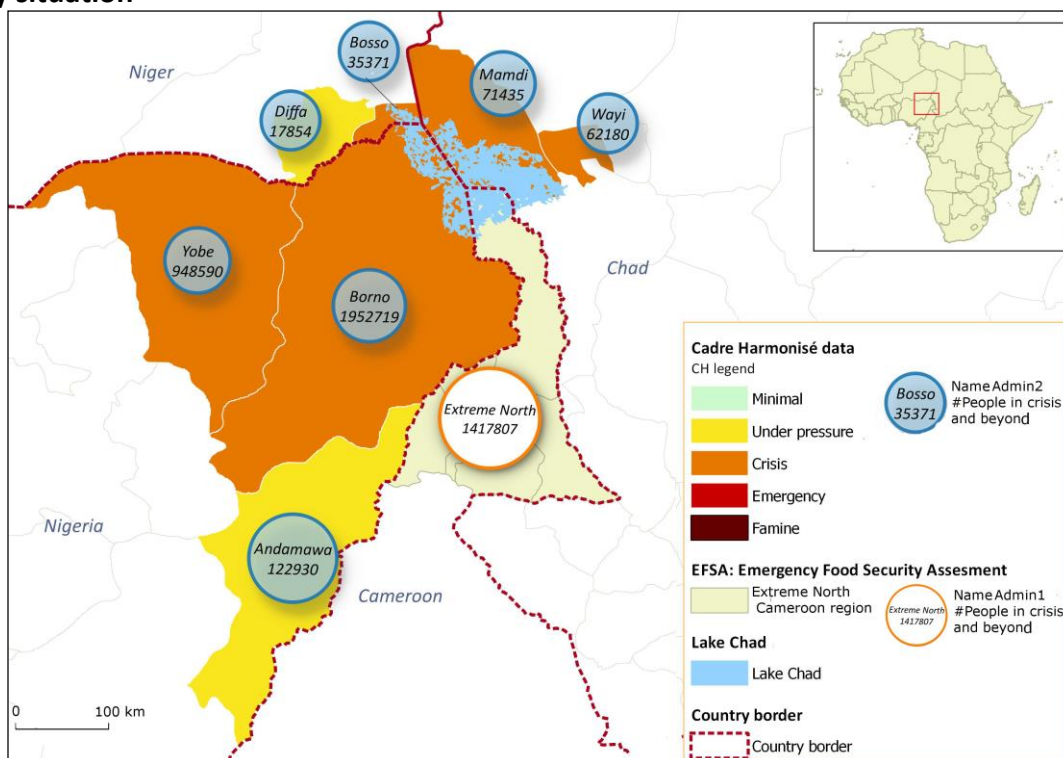 y situation
Niger
Bosso
35371
Mamdi
71435
Diffa
17854
Wayi
62180
Yobe
948590
Borno
1952719
Chad
Extreme North
1417807
Nigeria
Andamawa
122930
Cameroon
0 100 km
Cadre Harmonisé data
CH legend
Minimal
Under pressure
Crisis
Emergency
Famine
Bosso
35371
Name Admin2
#People in crisis
and beyond
EFSA: Emergency Food Security Assesment
Extreme North
Cameroon region
Extreme North
1417807
Name Admin1
#People in crisis
and beyond
Lake Chad
Lake Chad
Country border
Country border